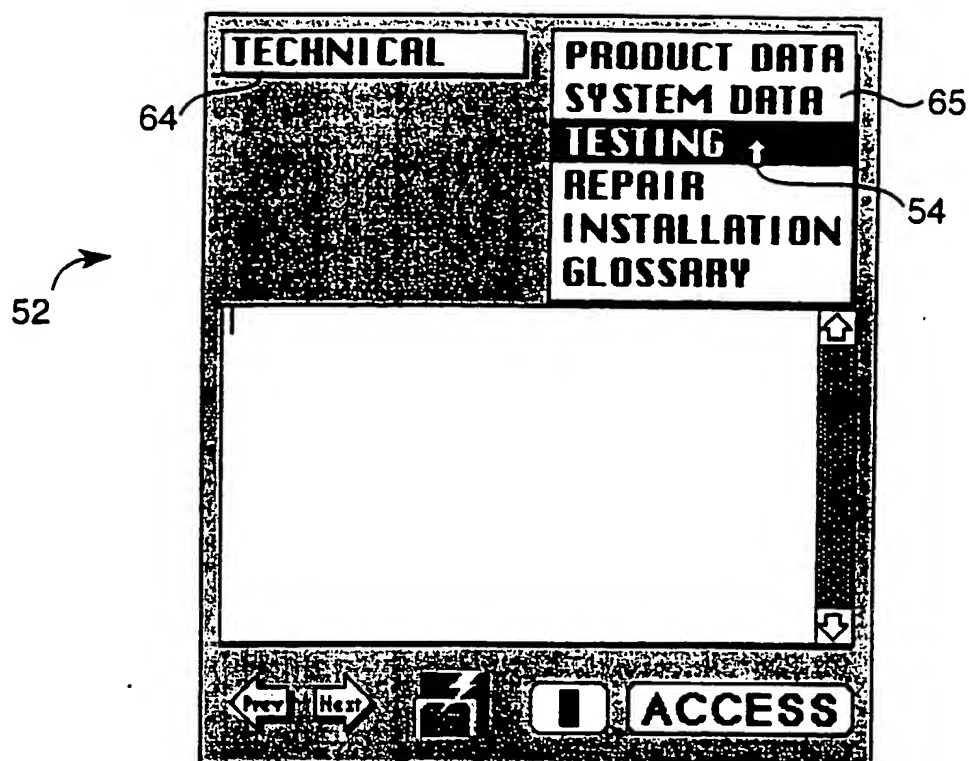 TECHNICAL
64
PRODUCT DATA
SYSTEM DATA
65
TESTING
54
REPAIR
INSTALLATION
GLOSSARY
52
Prev
Next
ACCESS